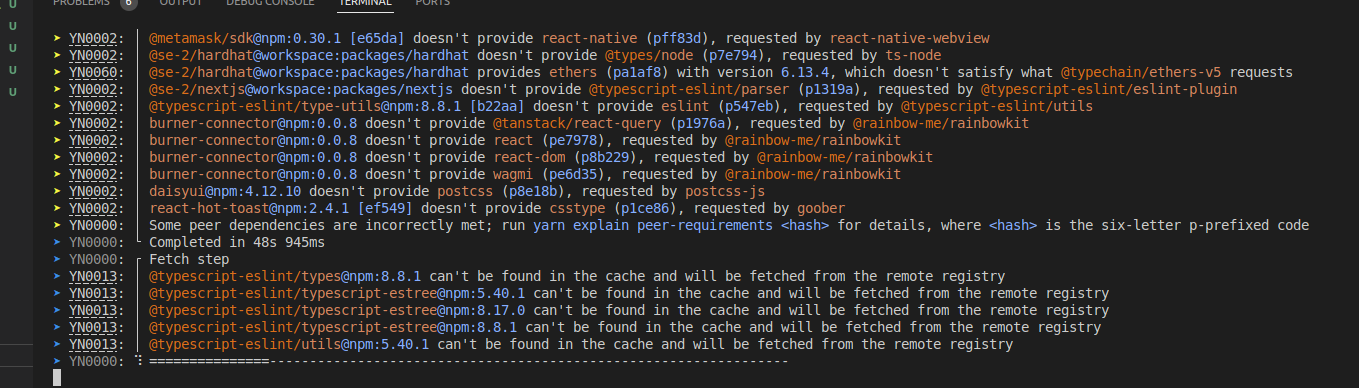 PROBLEMS 6 OUTPUT DEBUG CONSOLE TERMINAL PORTS
U
U
U
U
U
➤ YN0002: │ @metamask/sdk@npm:0.30.1 [e65da] doesn't provide react-native (pff83d), requested by react-native-webview
➤ YN0002: │ @se-2/hardhat@workspace:packages/hardhat doesn't provide @types/node (p7e794), requested by ts-node
➤ YN0060: │ @se-2/hardhat@workspace:packages/hardhat provides ethers (pa1af8) with version 6.13.4, which doesn't satisfy what @typechain/ethers-v5 requests
➤ YN0002: │ @se-2/nextjs@workspace:packages/nextjs doesn't provide @typescript-eslint/parser (p1319a), requested by @typescript-eslint/eslint-plugin
➤ YN0002: │ @typescript-eslint/type-utils@npm:8.8.1 [b22aa] doesn't provide eslint (p547eb), requested by @typescript-eslint/utils
➤ YN0002: │ burner-connector@npm:0.0.8 doesn't provide @tanstack/react-query (p1976a), requested by @rainbow-me/rainbowkit
➤ YN0002: │ burner-connector@npm:0.0.8 doesn't provide react (pe7978), requested by @rainbow-me/rainbowkit
➤ YN0002: │ burner-connector@npm:0.0.8 doesn't provide react-dom (p8b229), requested by @rainbow-me/rainbowkit
➤ YN0002: │ burner-connector@npm:0.0.8 doesn't provide wagmi (pe6d35), requested by @rainbow-me/rainbowkit
➤ YN0002: │ daisyui@npm:4.12.10 doesn't provide postcss (p8e18b), requested by postcss-js
➤ YN0002: │ react-hot-toast@npm:2.4.1 [ef549] doesn't provide csstype (p1ce86), requested by goober
➤ YN0000: │ Some peer dependencies are incorrectly met; run yarn explain peer-requirements <hash> for details, where <hash> is the six-letter p-prefixed code
➤ YN0000: └ Completed in 48s 945ms
➤ YN0000: ┌ Fetch step
➤ YN0013: │ @typescript-eslint/types@npm:8.8.1 can't be found in the cache and will be fetched from the remote registry
➤ YN0013: │ @typescript-eslint/typescript-estree@npm:5.40.1 can't be found in the cache and will be fetched from the remote registry
➤ YN0013: │ @typescript-eslint/typescript-estree@npm:8.17.0 can't be found in the cache and will be fetched from the remote registry
➤ YN0013: │ @typescript-eslint/typescript-estree@npm:8.8.1 can't be found in the cache and will be fetched from the remote registry
➤ YN0013: │ @typescript-eslint/utils@npm:5.40.1 can't be found in the cache and will be fetched from the remote registry
➤ YN0000: ⠹ ===============-----------------------------------------------------------------